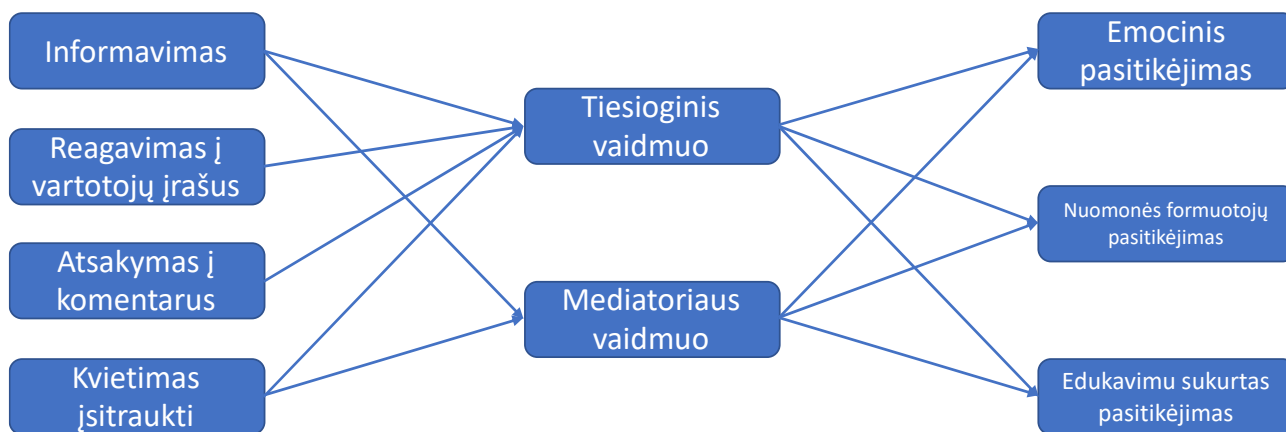 Informavimas
Reagavimas į
vartotojų įrašus
Atsakymas į
komentarus
Kvietimas
įsitraukti
Tiesioginis
vaidmuo
Mediatoriaus
vaidmuo
Emocinis
pasitikėjimas
Nuomonės formuotojų
pasitikėjimas
Edukavimu sukurtas
pasitikėjimas